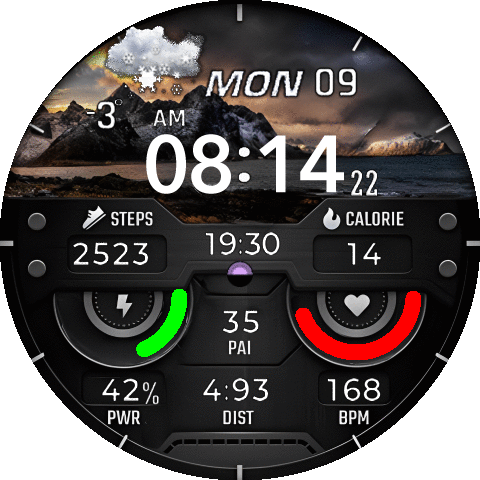 MON 09
-3°
AM
08:14 22
STEPS
CALORIE
2523
19:30
14
35
PAI
42%
4:93
168
PWR
DIST
BPM